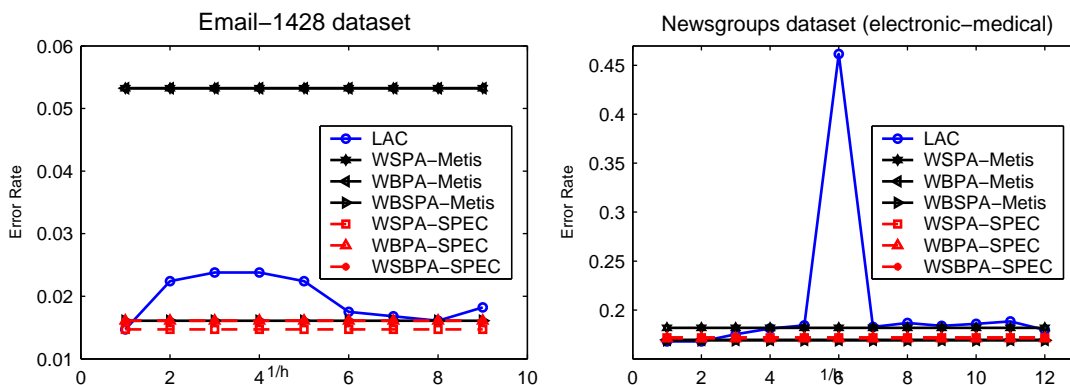 Email−1428 dataset
0.06
0.05
0.04
0.03
0.02
0.01
Error Rate
0
2
4
6
8
10
1/h
LAC
WSPA−Metis
WBPA−Metis
WBSPA−Metis
WSPA−SPEC
WBPA−SPEC
WSBPA−SPEC
Newsgroups dataset (electronic−medical)
0.45
0.4
0.35
0.3
0.25
0.2
Error Rate
0
2
4
6
8
10
12
1/h
LAC
WSPA−Metis
WBPA−Metis
WBSPA−Metis
WSPA−SPEC
WBPA−SPEC
WSBPA−SPEC